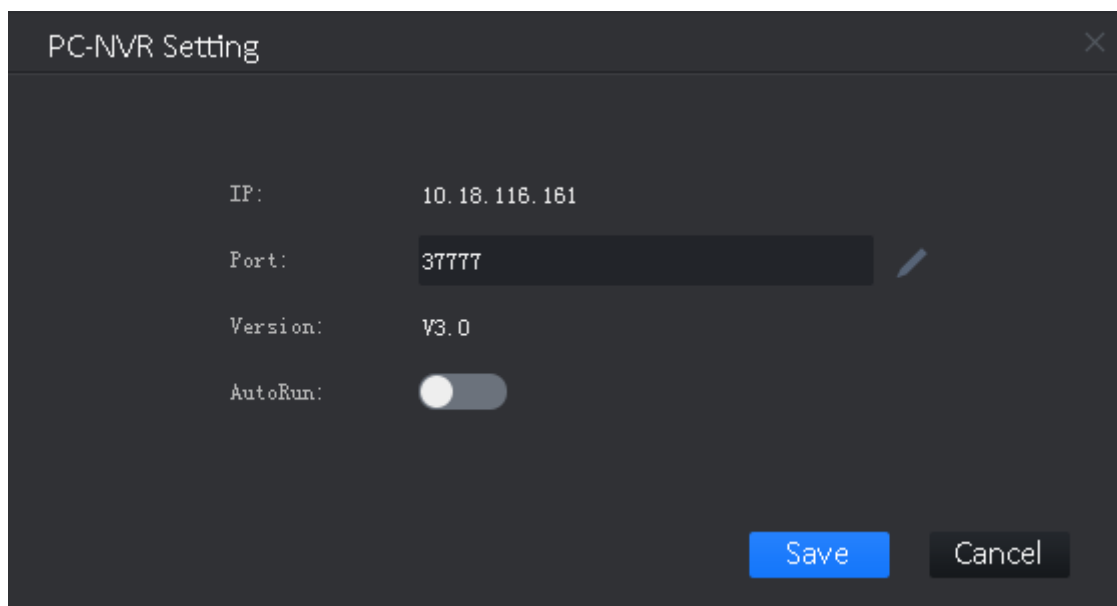 PC-NVR Setting
IP: 10.18.116.161
Port: 37777
Version: V3.0
AutoRun:
Save Cancel